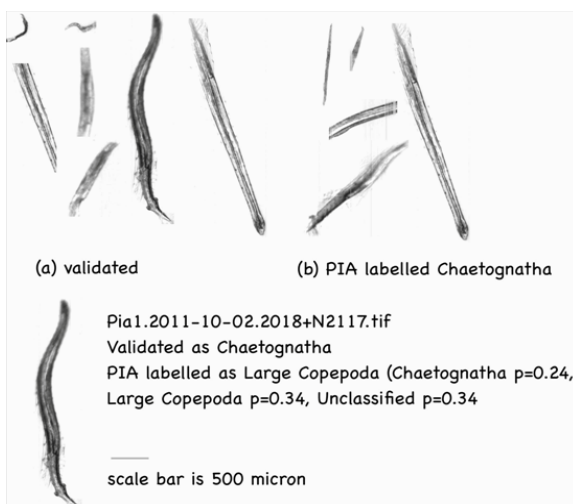 (a) validated
(b) PIA labelled Chaetognatha
Pia1.2011-10-02.2018+N2117.tif
Validated as Chaetognatha
PIA labelled as Large Copepoda (Chaetognatha p=0.24,
Large Copepoda p=0.34, Unclassified p=0.34
scale bar is 500 micron